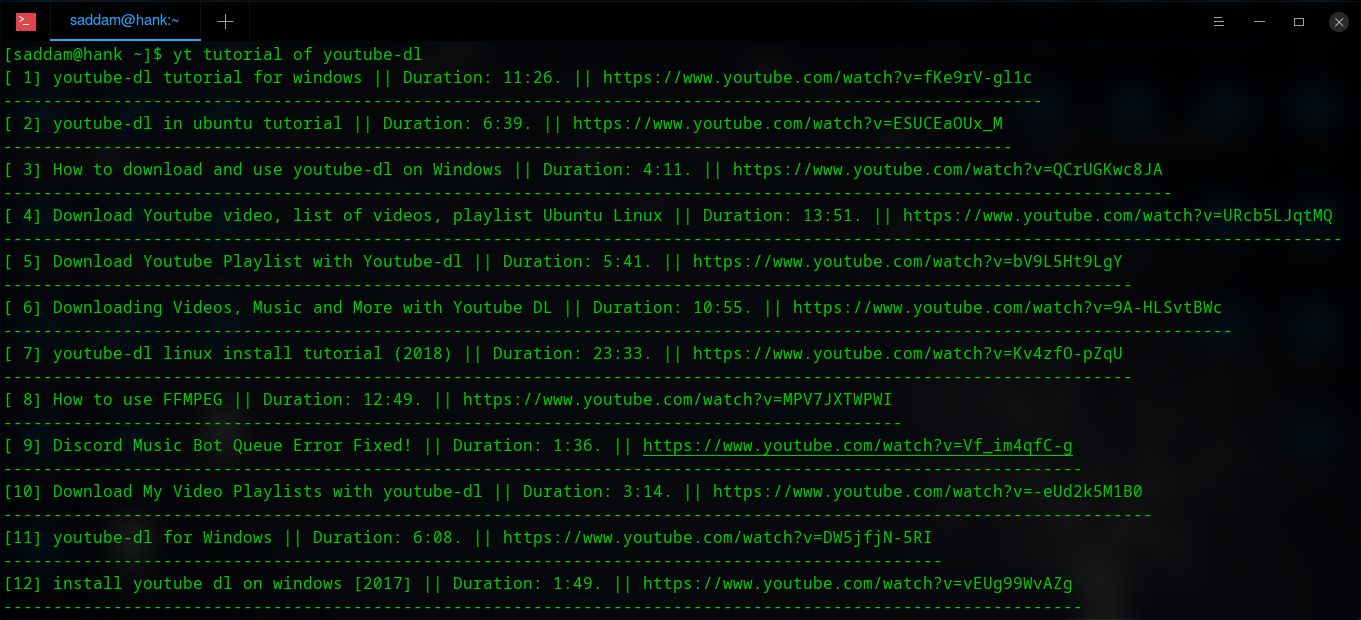 saddam@hank:~
[saddam@hank ~]$ yt tutorial of youtube-dl
[ 1] youtube-dl tutorial for windows || Duration: 11:26. || https://www.youtube.com/watch?v=fKe9rV-gl1c
--------------------------------------------------------------------------------------------------------
[ 2] youtube-dl in ubuntu tutorial || Duration: 6:39. || https://www.youtube.com/watch?v=ESUCEaOUx_M
-----------------------------------------------------------------------------------------------------
[ 3] How to download and use youtube-dl on Windows || Duration: 4:11. || https://www.youtube.com/watch?v=QCrUGKwc8JA
---------------------------------------------------------------------------------------------------------------------
[ 4] Download Youtube video, list of videos, playlist Ubuntu Linux || Duration: 13:51. || https://www.youtube.com/watch?v=URcb5LJqtMQ
--------------------------------------------------------------------------------------------------------------------------------------
[ 5] Download Youtube Playlist with Youtube-dl || Duration: 5:41. || https://www.youtube.com/watch?v=bV9L5Ht9LgY
-----------------------------------------------------------------------------------------------------------------
[ 6] Downloading Videos, Music and More with Youtube DL || Duration: 10:55. || https://www.youtube.com/watch?v=9A-HLSvtBWc
---------------------------------------------------------------------------------------------------------------------------
[ 7] youtube-dl linux install tutorial (2018) || Duration: 23:33. || https://www.youtube.com/watch?v=Kv4zfO-pZqU
-----------------------------------------------------------------------------------------------------------------
[ 8] How to use FFMPEG || Duration: 12:49. || https://www.youtube.com/watch?v=MPV7JXTWPWI
------------------------------------------------------------------------------------------
[ 9] Discord Music Bot Queue Error Fixed! || Duration: 1:36. || https://www.youtube.com/watch?v=Vf_im4qfC-g
------------------------------------------------------------------------------------------------------------
[10] Download My Video Playlists with youtube-dl || Duration: 3:14. || https://www.youtube.com/watch?v=-eUd2k5M1B0
-------------------------------------------------------------------------------------------------------------------
[11] youtube-dl for Windows || Duration: 6:08. || https://www.youtube.com/watch?v=DW5jfjN-5RI
----------------------------------------------------------------------------------------------
[12] install youtube dl on windows [2017] || Duration: 1:49. || https://www.youtube.com/watch?v=vEUg99WvAZg
------------------------------------------------------------------------------------------------------------